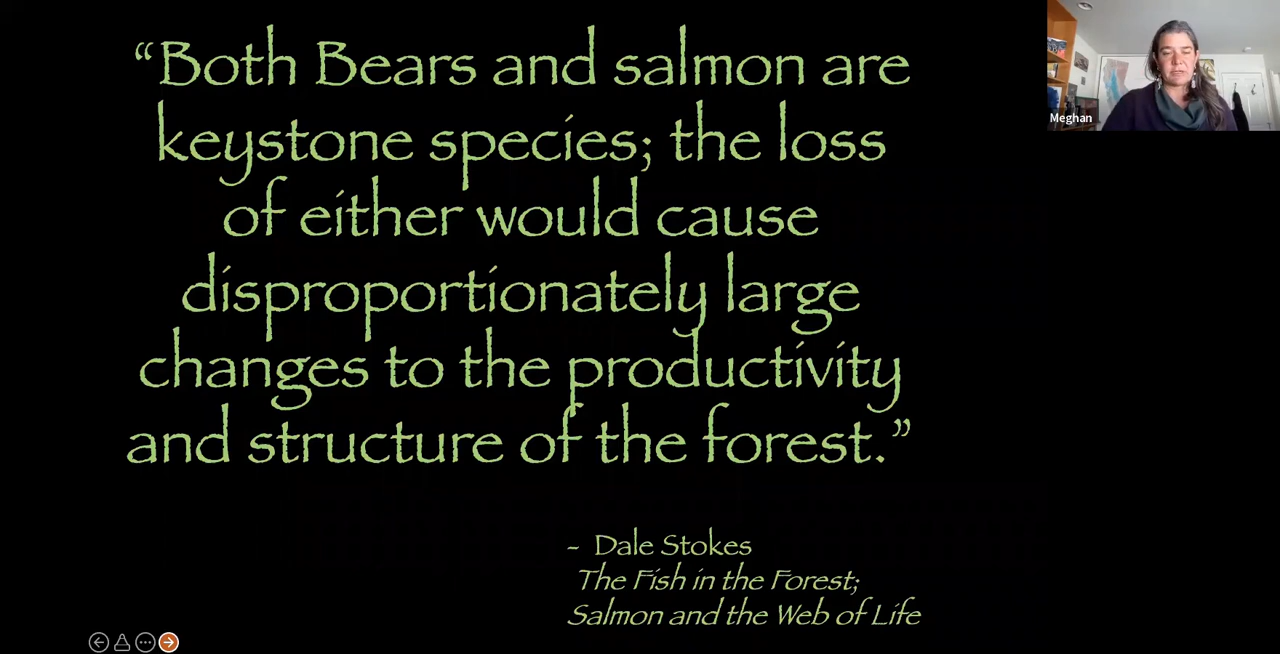 “Both Bears and salmon are
keystone species; the loss
of either would cause
disproportionately large
changes to the productivity
and structure of the forest.”
- Dale Stokes
The Fish in the Forest;
Salmon and the Web of Life
Meghan